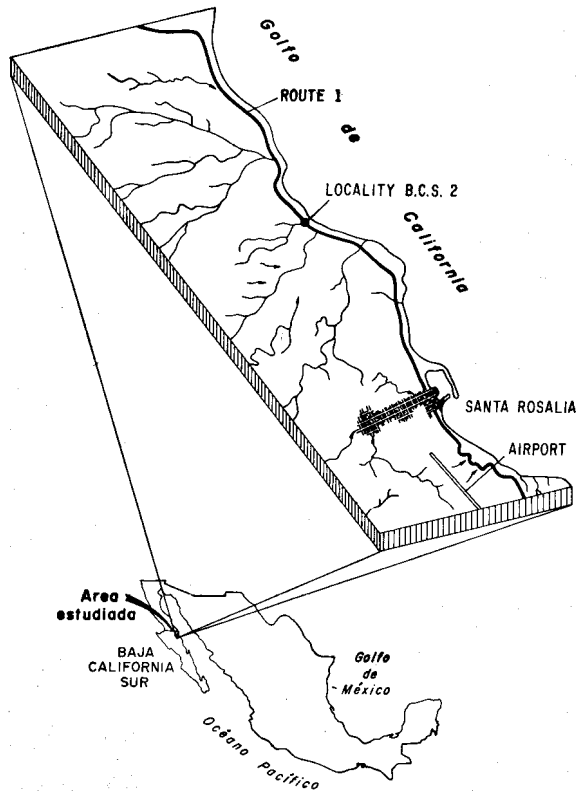 Golfo
de
California
ROUTE 1
LOCALITY B.C.S. 2
SANTA ROSALIA
AIRPORT
Area
estudiada
BAJA
CALIFORNIA
SUR
Golfo
de
México
Océano Pacífico